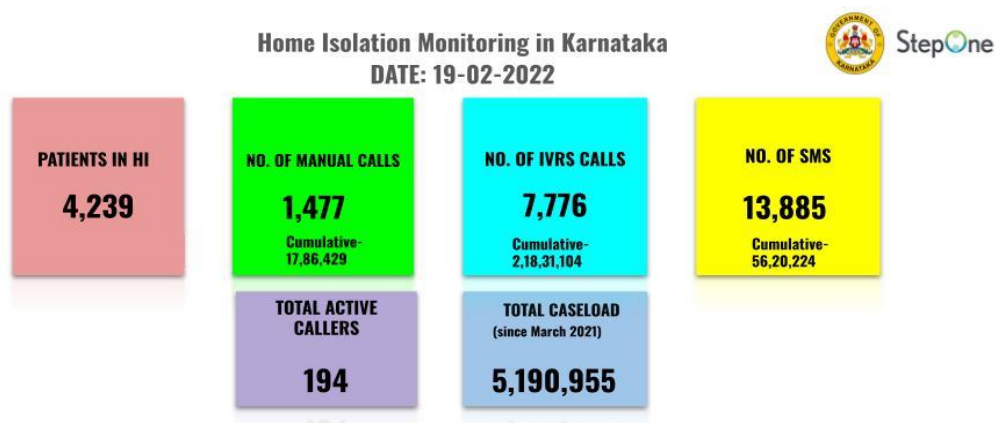 Home Isolation Monitoring in Karnataka
DATE: 19-02-2022
GOVERNMENT OF
KARNATAKA
StepOne
PATIENTS IN HI
4,239
NO. OF MANUAL CALLS
1,477
Cumulative-
17,86,429
NO. OF IVRS CALLS
7,776
Cumulative-
2,18,31,104
NO. OF SMS
13,885
Cumulative-
56,20,224
TOTAL ACTIVE
CALLERS
194
TOTAL CASELOAD
(since March 2021)
5,190,955